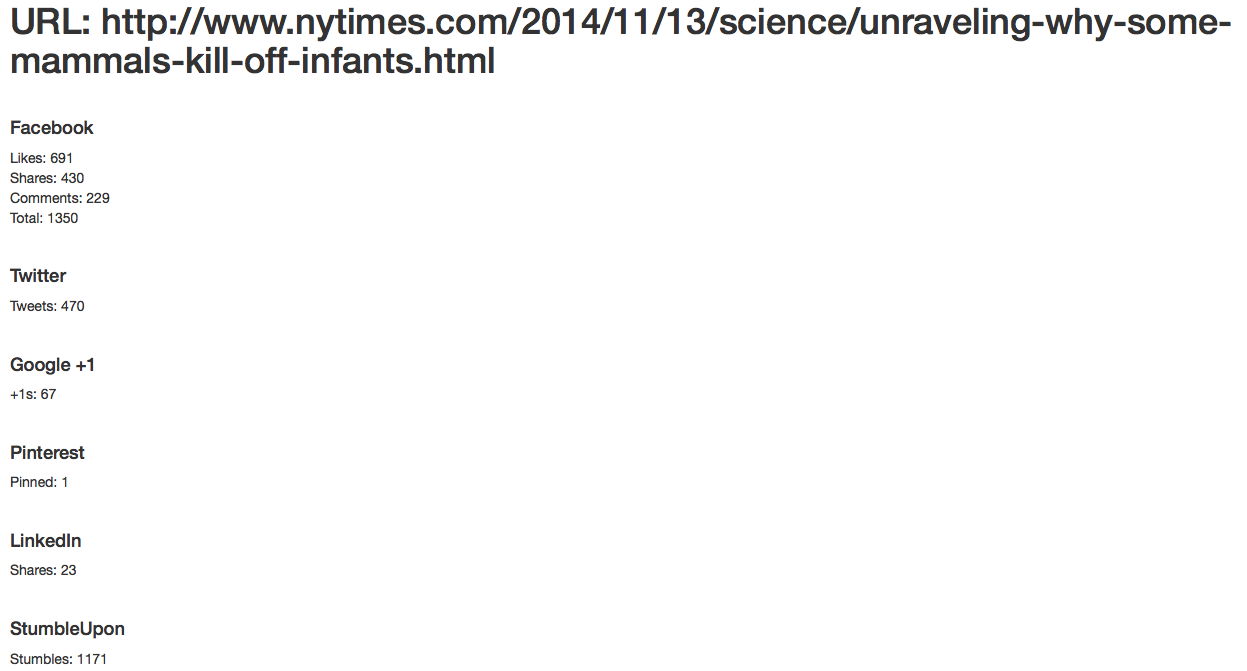 URL: http://www.nytimes.com/2014/11/13/science/unraveling-why-some-
mammals-kill-off-infants.html
Facebook
Likes: 691
Shares: 430
Comments: 229
Total: 1350
Twitter
Tweets: 470
Google +1
+1s: 67
Pinterest
Pinned: 1
LinkedIn
Shares: 23
StumbleUpon
Stumbles: 1171